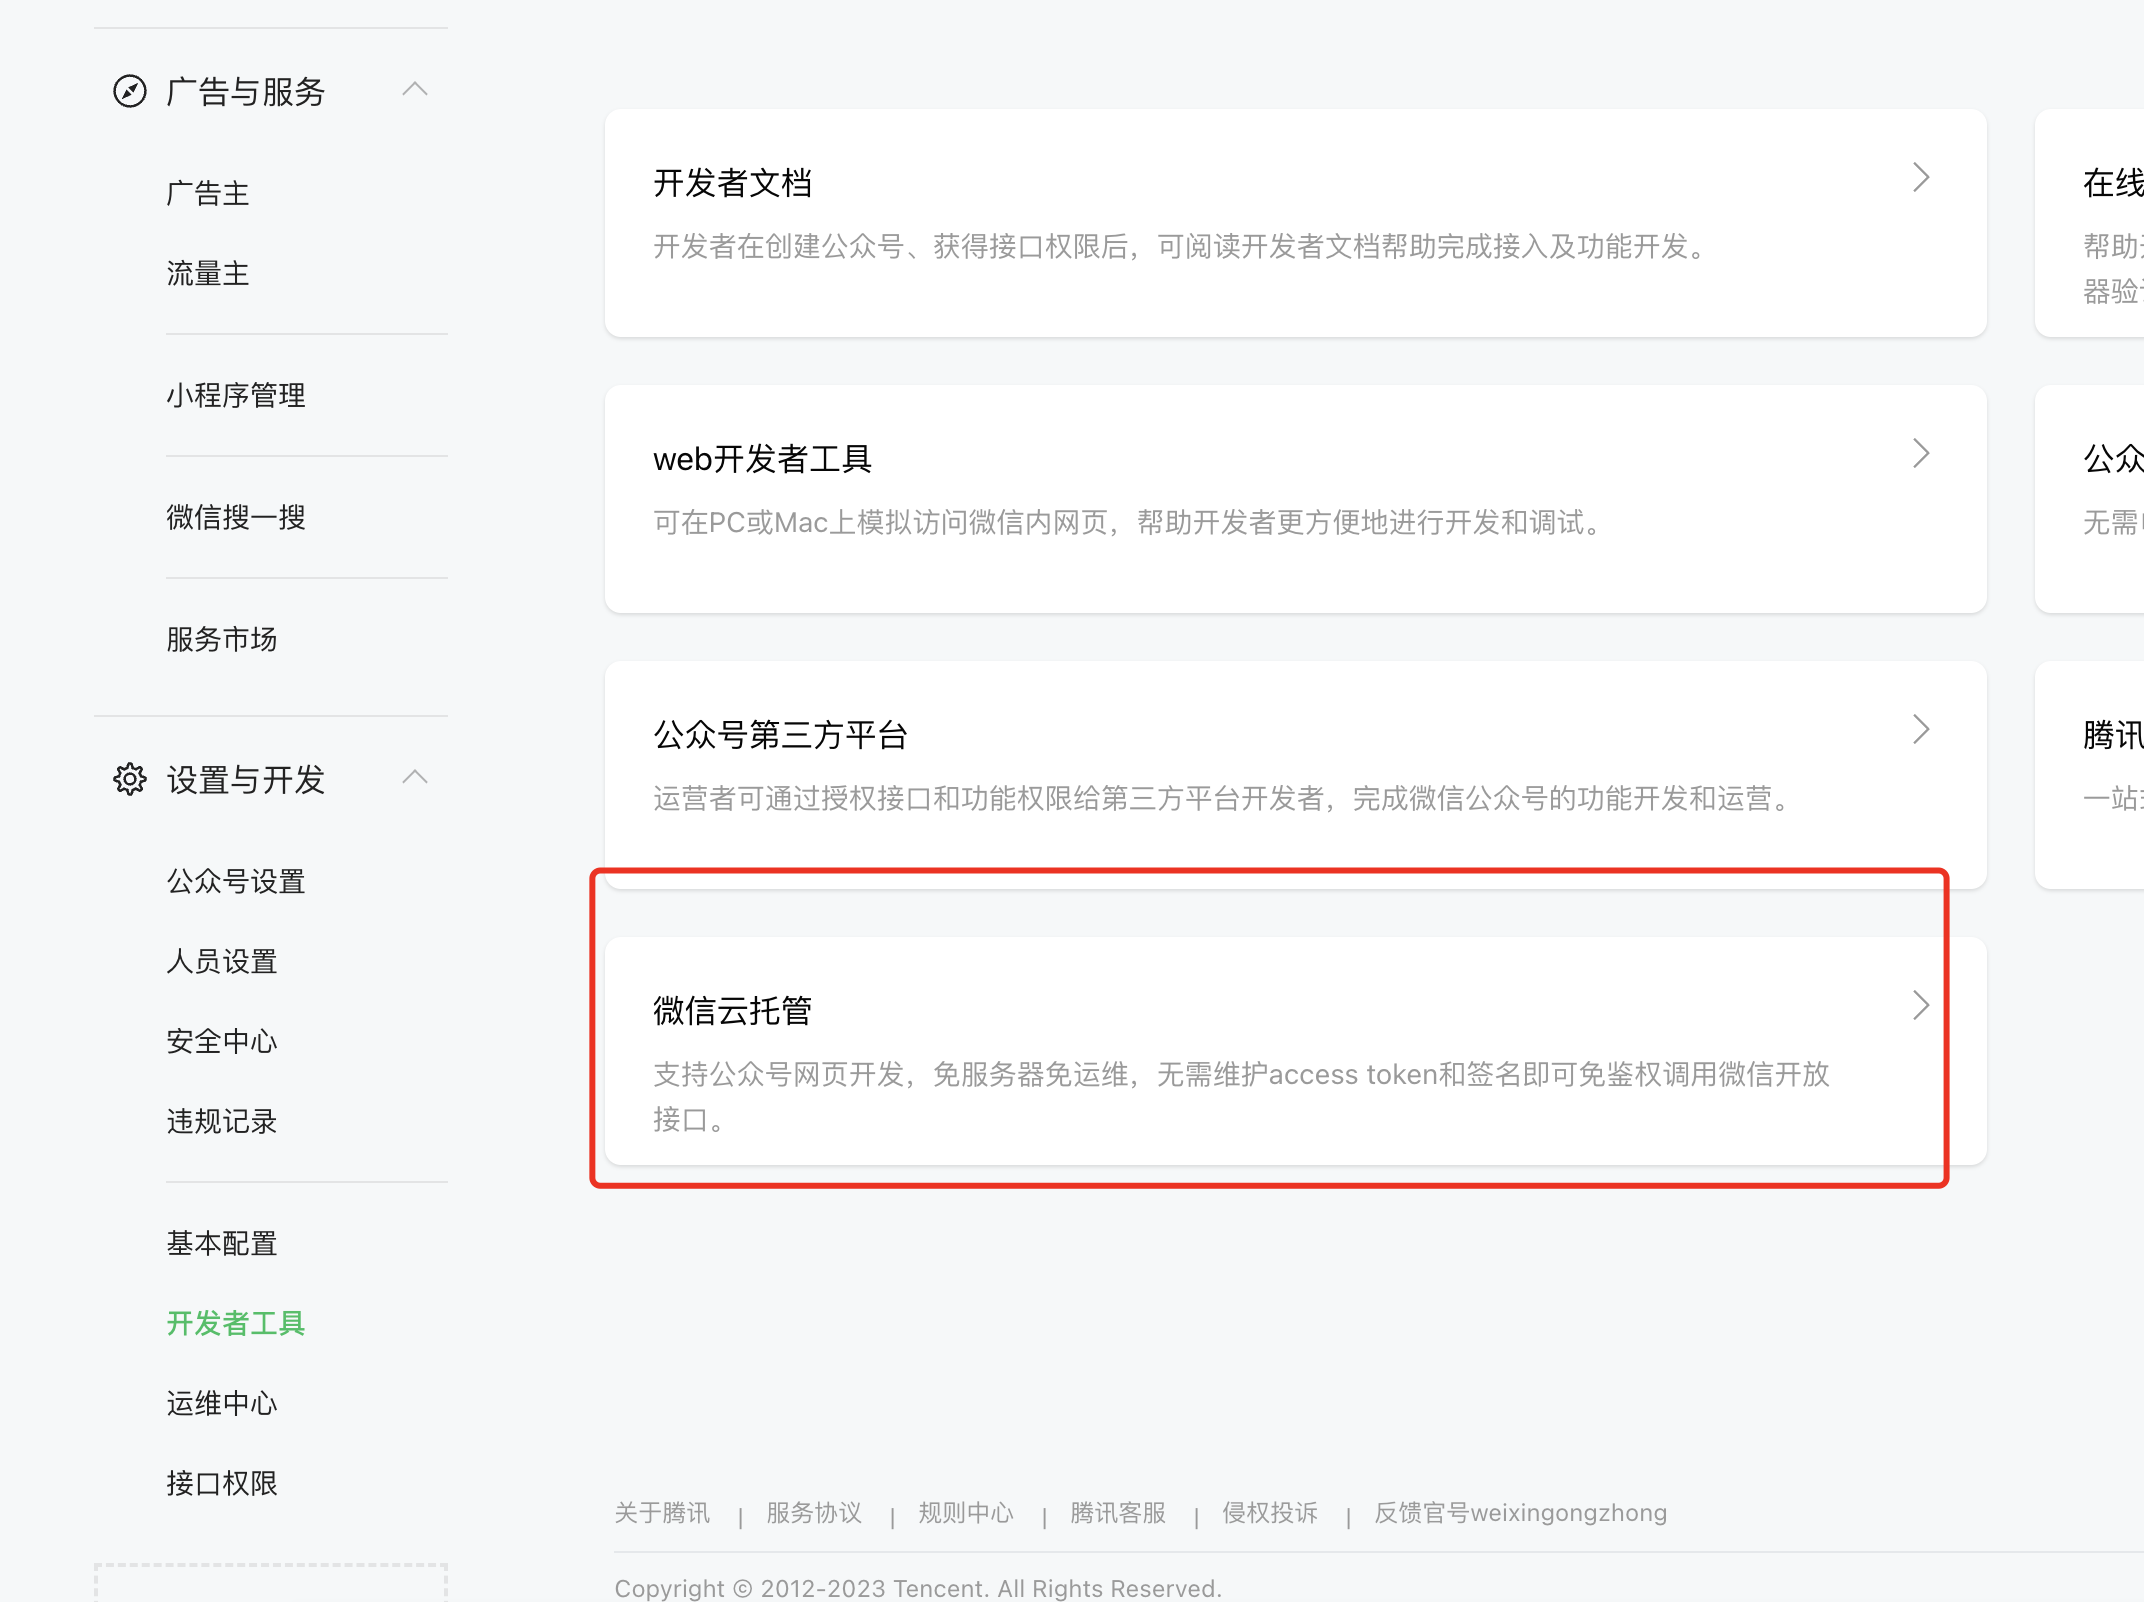 广告与服务
广告主
流量主
小程序管理
微信搜一搜
服务市场
设置与开发
公众号设置
人员设置
安全中心
违规记录
基本配置
开发者工具
运维中心
接口权限
开发者文档
开发者在创建公众号、获得接口权限后，可阅读开发者文档帮助完成接入及功能开发。
在线
帮助
器验
web开发者工具
可在PC或Mac上模拟访问微信内网页，帮助开发者更方便地进行开发和调试。
公众
无需
公众号第三方平台
运营者可通过授权接口和功能权限给第三方平台开发者，完成微信公众号的功能开发和运营。
腾讯
一站
微信云托管
支持公众号网页开发，免服务器免运维，无需维护access token和签名即可免鉴权调用微信开放
接口。
关于腾讯 | 服务协议 | 规则中心 | 腾讯客服 | 侵权投诉 | 反馈官号weixingongzhong
Copyright © 2012-2023 Tencent. All Rights Reserved.